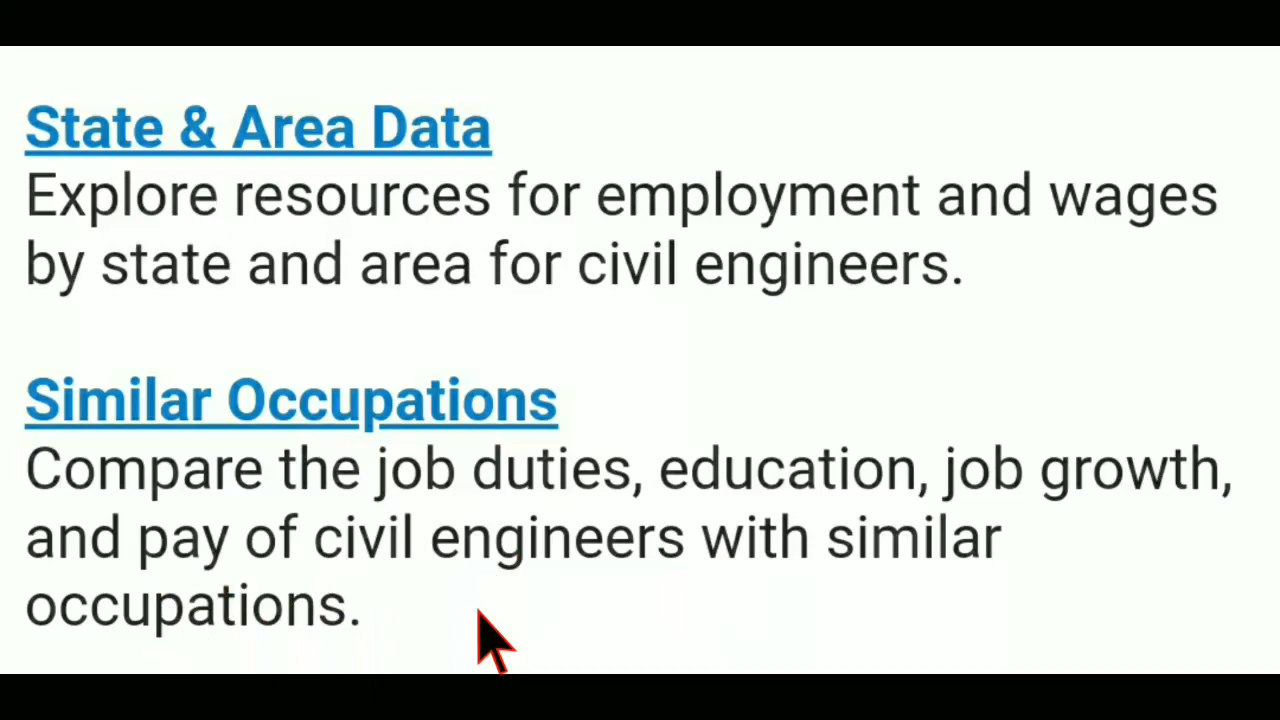 State & Area Data
Explore resources for employment and wages
by state and area for civil engineers.
Similar Occupations
Compare the job duties, education, job growth,
and pay of civil engineers with similar
occupations.